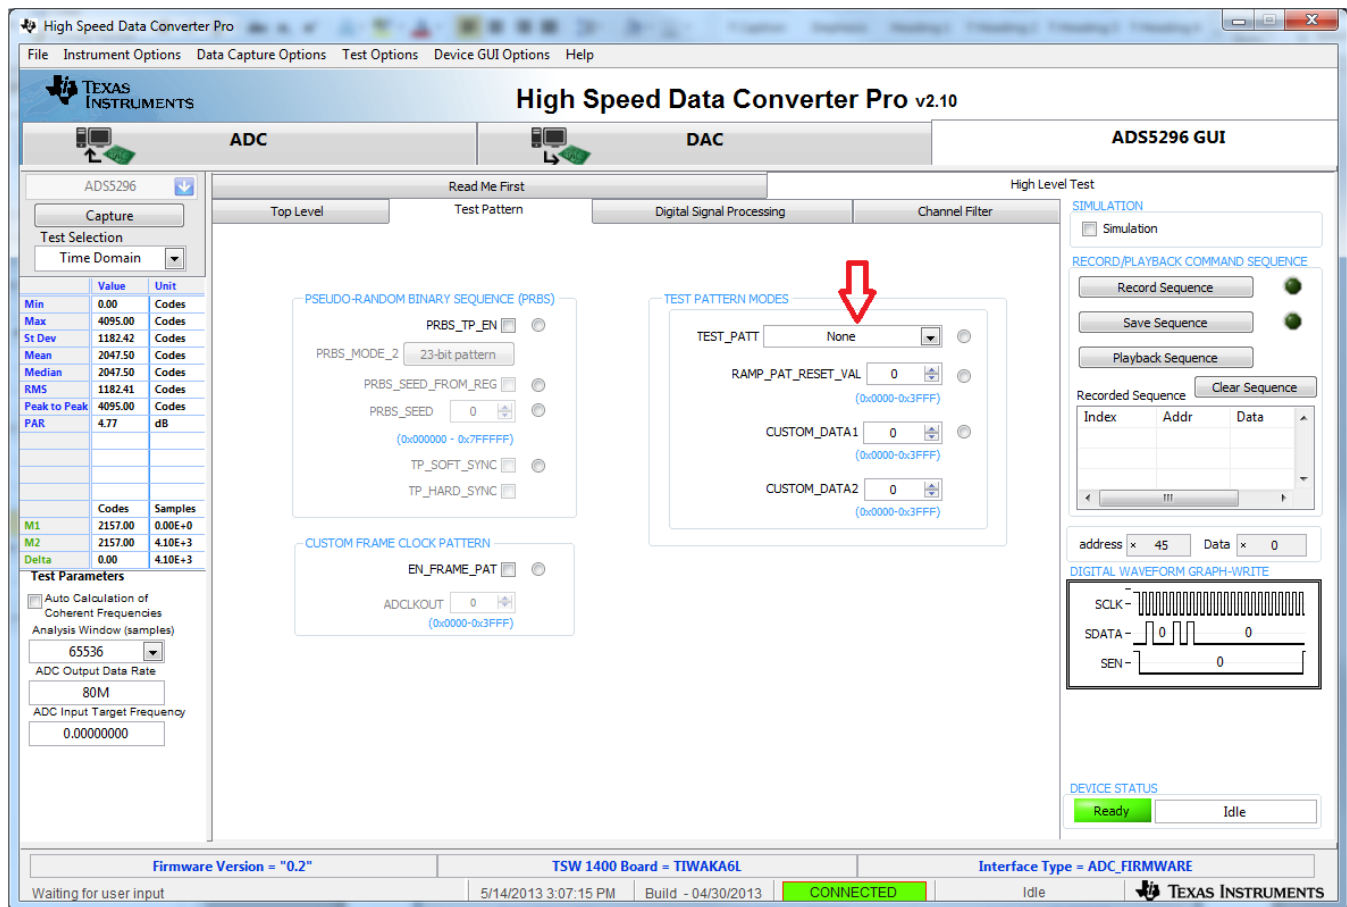 High Speed Data Converter Pro
File Instrument Options Data Capture Options Test Options Device GUI Options Help
TEXAS INSTRUMENTS
High Speed Data Converter Pro v2.10
ADC
DAC
ADS5296 GUI
ADS5296
Capture
Test Selection
Time Domain
Value Unit
Min 0.00 Codes
Max 4095.00 Codes
St Dev 1182.42 Codes
Mean 2047.50 Codes
Median 2047.50 Codes
RMS 1182.41 Codes
Peak to Peak 4095.00 Codes
PAR 4.77 dB
Codes Samples
M1 2157.00 0.00E+0
M2 2157.00 4.10E+3
Delta 0.00 4.10E+3
Test Parameters
Auto Calculation of
Coherent Frequencies
Analysis Window (samples)
65536
ADC Output Data Rate
80M
ADC Input Target Frequency
0.00000000
Read Me First
High Level Test
Top Level
Test Pattern
Digital Signal Processing
Channel Filter
PSEUDO-RANDOM BINARY SEQUENCE (PRBS)
PRBS_TP_EN
PRBS_MODE_2 23-bit pattern
PRBS_SEED_FROM_REG
PRBS_SEED 0
(0x000000 - 0x7FFFFF)
TP_SOFT_SYNC
TP_HARD_SYNC
CUSTOM FRAME CLOCK PATTERN
EN_FRAME_PAT
ADCLKOUT 0
(0x0000-0x3FFF)
TEST PATTERN MODES
TEST_PATT None
RAMP_PAT_RESET_VAL 0
(0x0000-0x3FFF)
CUSTOM_DATA1 0
(0x0000-0x3FFF)
CUSTOM_DATA2 0
(0x0000-0x3FFF)
SIMULATION
Simulation
RECORD/PLAYBACK COMMAND SEQUENCE
Record Sequence
Save Sequence
Playback Sequence
Recorded Sequence Clear Sequence
Index Addr Data
address x 45 Data x 0
DIGITAL WAVEFORM GRAPH-WRITE
SCLK
SDATA 0 0
SEN 0
DEVICE STATUS
Ready Idle
Firmware Version = "0.2"
TSW 1400 Board = TIWAKA6L
Interface Type = ADC_FIRMWARE
Waiting for user input
5/14/2013 3:07:15 PM
Build - 04/30/2013
CONNECTED
Idle
TEXAS INSTRUMENTS